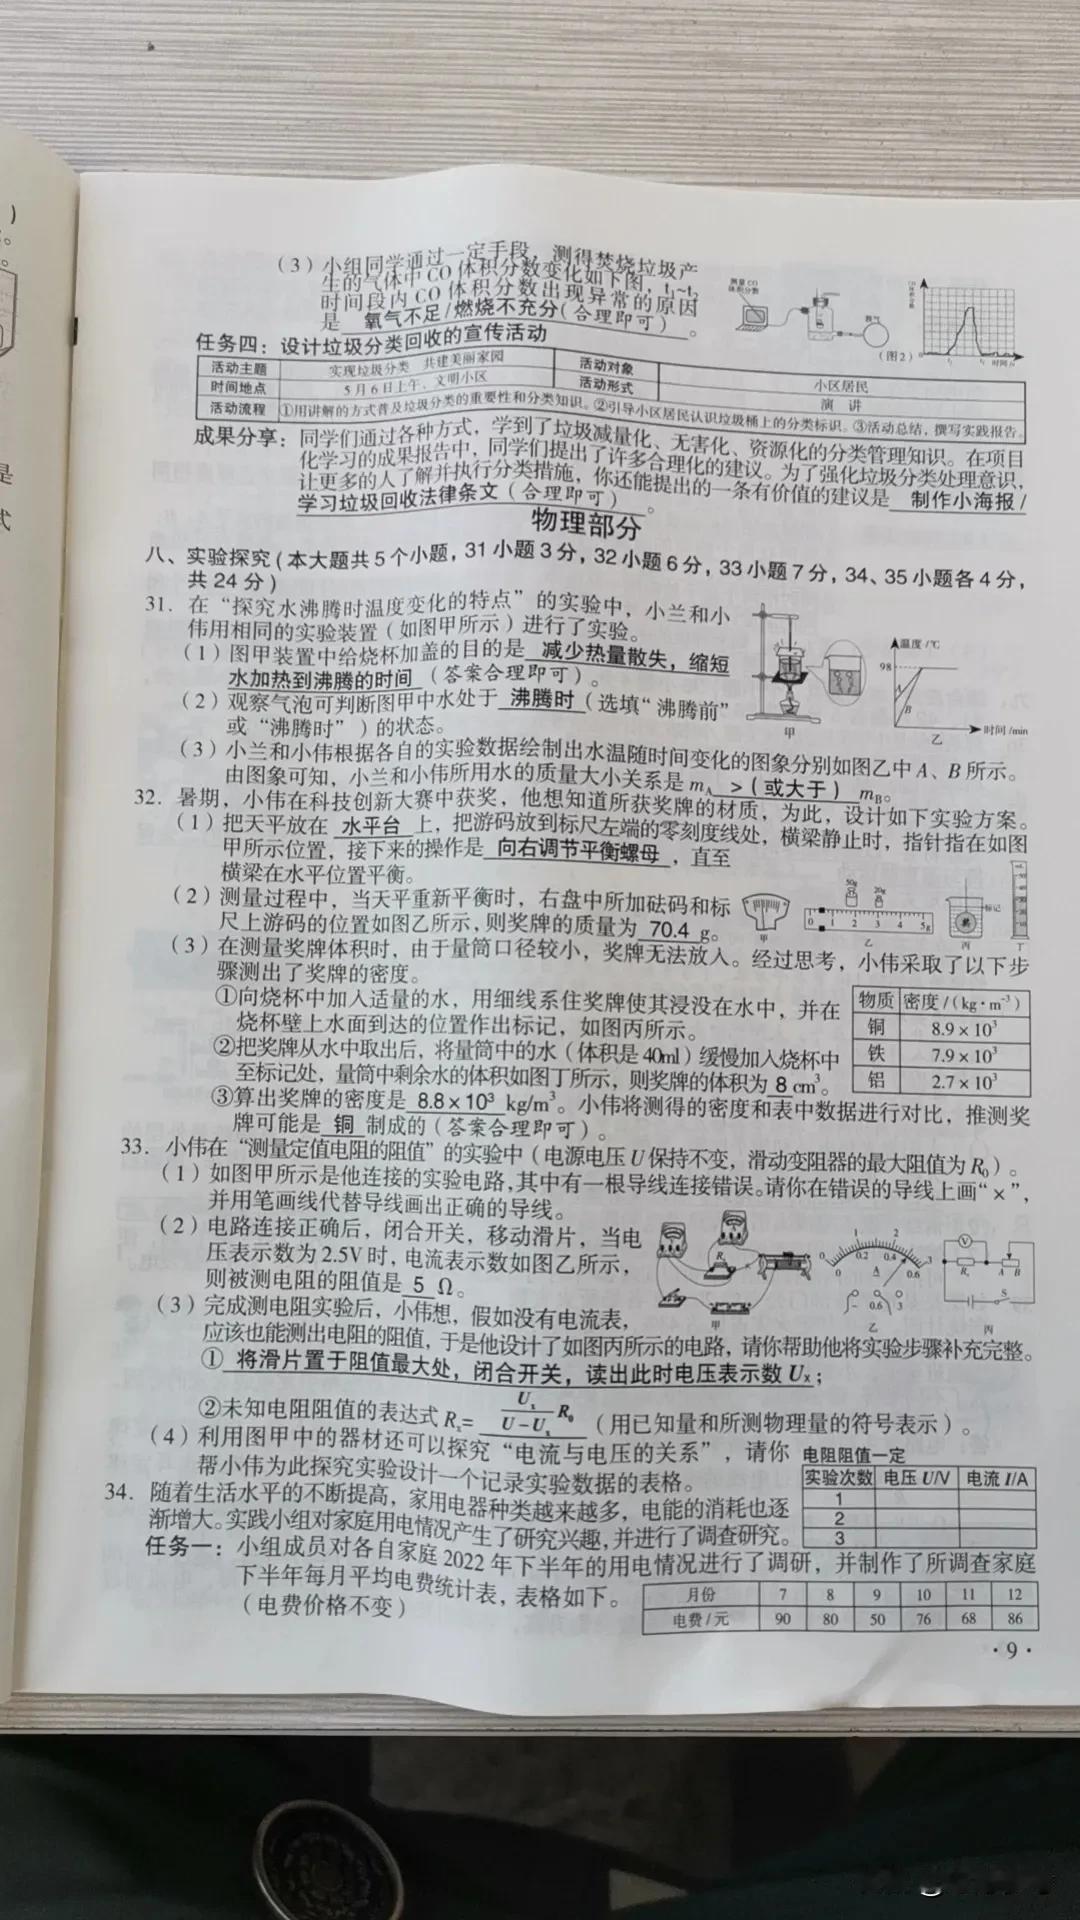 （3）小组同学通过一定手段，测得焚烧垃圾产
生的气体中CO体积分数变化如下图，t₁~t₂
时间段内CO体积分数出现异常的原因
是 氧气不足/燃烧不充分(合理即可) 。
测量CO
体积分数
(图2)
任务四：设计垃圾分类回收的宣传活动
活动主题 实现垃圾分类 共建美丽家园 活动对象 小区居民
时间地点 5月6日上午、文明小区 活动形式 演 讲
活动流程 ①用讲解的方式普及垃圾分类的重要性和分类知识。②引导小区居民认识垃圾桶上的分类标识。③活动总结，撰写实践报告。
成果分享：同学们通过各种方式，学到了垃圾减量化、无害化、资源化的分类管理知识。在项目
化学习的成果报告中，同学们提出了许多合理化的建议。为了强化垃圾分类处理意识，
让更多的人了解并执行分类措施，你还能提出的一条有价值的建议是 制作小海报/
学习垃圾回收法律条文(合理即可) 。
物理部分
八、实验探究(本大题共5个小题，31小题3分，32小题6分，33小题7分，34、35小题各4分，
共24分)
31. 在“探究水沸腾时温度变化的特点”的实验中，小兰和小
伟用相同的实验装置（如图甲所示）进行了实验。
（1）图甲装置中给烧杯加盖的目的是 减少热量散失，缩短
水加热到沸腾的时间 （答案合理即可）。
（2）观察气泡可判断图甲中水处于 沸腾时 （选填“沸腾前”
或“沸腾时”）的状态。
甲
温度/℃
98
A
B
时间/min
乙
（3）小兰和小伟根据各自的实验数据绘制出水温随时间变化的图象分别如图乙中A、B所示。
由图象可知，小兰和小伟所用水的质量大小关系是m_A >(或大于) m_B。
32. 暑期，小伟在科技创新大赛中获奖，他想知道所获奖牌的材质，为此，设计如下实验方案。
（1）把天平放在 水平台 上，把游码放到标尺左端的零刻度线处，横梁静止时，指针指在如图
甲所示位置，接下来的操作是 向右调节平衡螺母 ，直至
横梁在水平位置平衡。
（2）测量过程中，当天平重新平衡时，右盘中所加砝码和标
尺上游码的位置如图乙所示，则奖牌的质量为 70.4 g。
甲
50g 20g
0 1 2 3 4 5g
乙
标记
丙
丁
（3）在测量奖牌体积时，由于量筒口径较小，奖牌无法放入。经过思考，小伟采取了以下步
骤测出了奖牌的密度。
①向烧杯中加入适量的水，用细线系住奖牌使其浸没在水中，并在
烧杯壁上水面到达的位置作出标记，如图丙所示。
②把奖牌从水中取出后，将量筒中的水（体积是40ml）缓慢加入烧杯中
至标记处，量筒中剩余水的体积如图丁所示，则奖牌的体积为 8 cm³。
③算出奖牌的密度是 8.8×10³ kg/m³。小伟将测得的密度和表中数据进行对比，推测奖
牌可能是 铜 制成的（答案合理即可）。
物质 密度/(kg·m⁻³)
铜 8.9×10³
铁 7.9×10³
铝 2.7×10³
33. 小伟在“测量定值电阻的阻值”的实验中（电源电压U保持不变，滑动变阻器的最大阻值为R₀）。
（1）如图甲所示是他连接的实验电路，其中有一根导线连接错误。请你在错误的导线上画“×”，
并用笔画线代替导线画出正确的导线。
（2）电路连接正确后，闭合开关，移动滑片，当电
压表示数为2.5V时，电流表示数如图乙所示，
则被测电阻的阻值是 5 Ω。
甲
0 1 2 3
0 0.2 0.4 0.6
A
− 0.6 3
乙
V
Rₓ A B
S
丙
（3）完成测电阻实验后，小伟想，假如没有电流表，
应该也能测出电阻的阻值，于是他设计了如图丙所示的电路，请你帮助他将实验步骤补充完整。
① 将滑片置于阻值最大处，闭合开关，读出此时电压表示数Uₓ；
②未知电阻阻值的表达式Rₓ= Uₓ/(U−Uₓ) R₀ （用已知量和所测物理量的符号表示）。
（4）利用图甲中的器材还可以探究“电流与电压的关系”，请你
帮小伟为此探究实验设计一个记录实验数据的表格。
电阻阻值一定
实验次数 电压U/V 电流I/A
1
2
3
34. 随着生活水平的不断提高，家用电器种类越来越多，电能的消耗也逐
渐增大。实践小组对家庭用电情况产生了研究兴趣，并进行了调查研究。
任务一：小组成员对各自家庭2022年下半年的用电情况进行了调研，并制作了所调查家庭
下半年每月平均电费统计表，表格如下。
（电费价格不变）
月份 7 8 9 10 11 12
电费/元 90 80 50 76 68 86
·9·